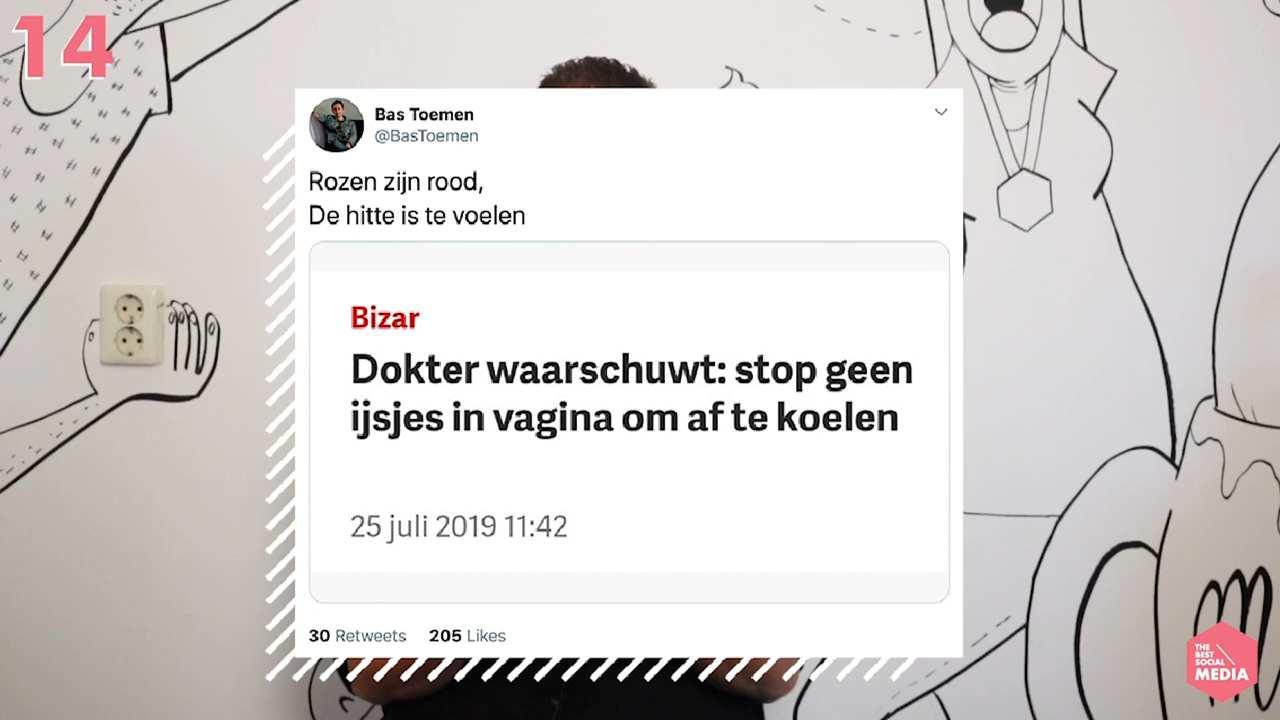 14
Bas Toemen
@BasToemen
Rozen zijn rood,
De hitte is te voelen
Bizar
Dokter waarschuwt: stop geen
ijsjes in vagina om af te koelen
25 juli 2019 11:42
30 Retweets 205 Likes
THE
BEST
SOCIAL
MEDIA